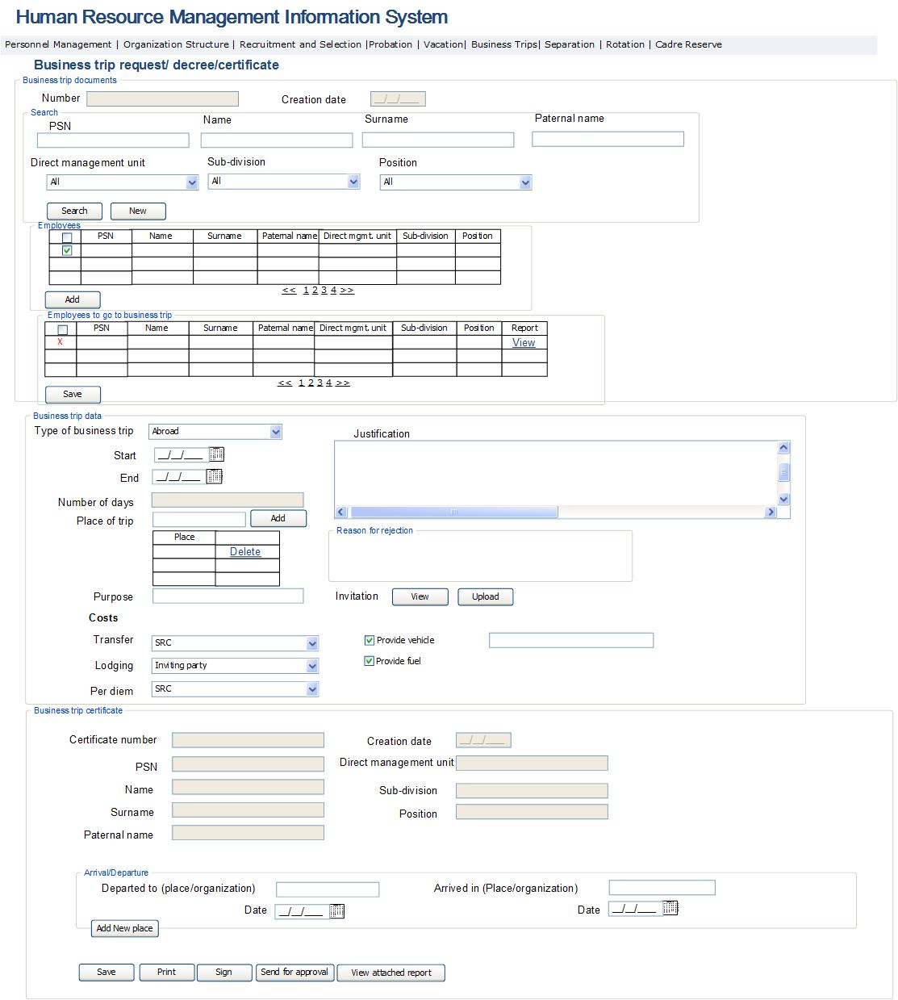 Human Resource Management Information System
Personnel Management | Organization Structure | Recruitment and Selection |Probation | Vacation| Business Trips| Separation | Rotation | Cadre Reserve
Business trip request/ decree/certificate
Business trip documents
Number __/__/____ Creation date
Search
PSN Name Surname Paternal name
Direct management unit Sub-division Position
All All All
Search New
Employees
PSN Name Surname Paternal name Direct mgmt. unit Sub-division Position
<< 1 2 3 4 >>
Add
Employees to go to business trip
PSN Name Surname Paternal name Direct mgmt. unit Sub-division Position Report
X View
<< 1 2 3 4 >>
Save
Business trip data
Type of business trip Abroad
Justification
Start __/__/____
End __/__/____
Number of days
Place of trip Add
Reason for rejection
Place
Delete
Purpose
Invitation View Upload
Costs
Transfer SRC Provide vehicle
Lodging Inviting party Provide fuel
Per diem SRC
Business trip certificate
Certificate number Creation date __/__/____
PSN Direct management unit
Name Sub-division
Surname Position
Paternal name
Arrival/Departure
Departed to (place/organization) Arrived in (Place/organization)
Date __/__/____ Date __/__/____
Add New place
Save Print Sign Send for approval View attached report